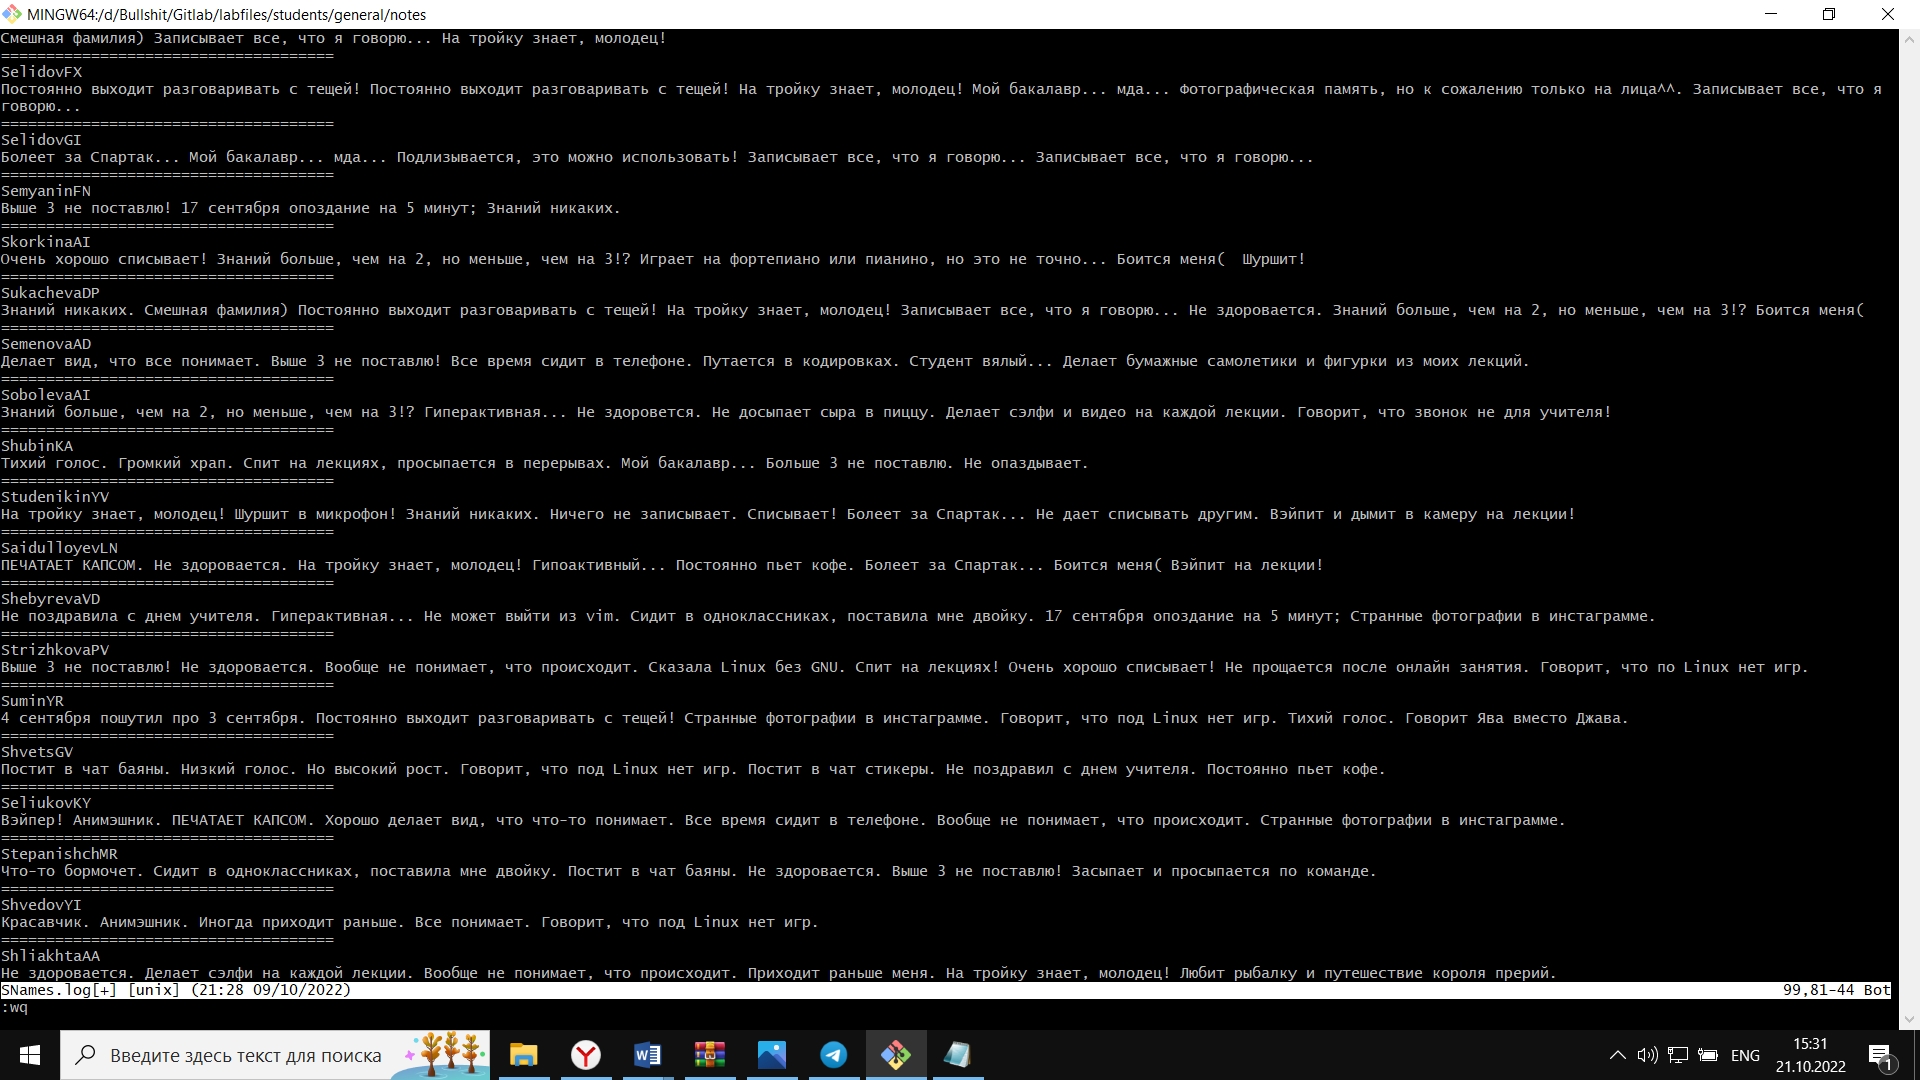 MINGW64:/d/Bullshit/Gitlab/labfiles/students/general/notes
Смешная фамилия) Записывает все, что я говорю... На тройку знает, молодец!
=====================================
SelidovFX
Постоянно выходит разговаривать с тещей! Постоянно выходит разговаривать с тещей! На тройку знает, молодец! Мой бакалавр... мда... Фотографическая память, но к сожалению только на лица^^. Записывает все, что я
говорю...
=====================================
SelidovGI
Болеет за Спартак... Мой бакалавр... мда... Подлизывается, это можно использовать! Записывает все, что я говорю... Записывает все, что я говорю...
=====================================
SemyaninFN
Выше 3 не поставлю! 17 сентября опоздание на 5 минут; Знаний никаких.
=====================================
SkorkinaAI
Очень хорошо списывает! Знаний больше, чем на 2, но меньше, чем на 3!? Играет на фортепиано или пианино, но это не точно... Боится меня(  Шуршит!
=====================================
SukachevaDP
Знаний никаких. Смешная фамилия) Постоянно выходит разговаривать с тещей! На тройку знает, молодец! Записывает все, что я говорю... Не здоровается. Знаний больше, чем на 2, но меньше, чем на 3!? Боится меня(
=====================================
SemenovaAD
Делает вид, что все понимает. Выше 3 не поставлю! Все время сидит в телефоне. Путается в кодировках. Студент вялый... Делает бумажные самолетики и фигурки из моих лекций.
=====================================
SobolevaAI
Знаний больше, чем на 2, но меньше, чем на 3!? Гиперактивная... Не здоровется. Не досыпает сыра в пиццу. Делает сэлфи и видео на каждой лекции. Говорит, что звонок не для учителя!
=====================================
ShubinKA
Тихий голос. Громкий храп. Спит на лекциях, просыпается в перерывах. Мой бакалавр... Больше 3 не поставлю. Не опаздывает.
=====================================
StudenikinYV
На тройку знает, молодец! Шуршит в микрофон! Знаний никаких. Ничего не записывает. Списывает! Болеет за Спартак... Не дает списывать другим. Вэйпит и дымит в камеру на лекции!
=====================================
SaidulloyevLN
ПЕЧАТАЕТ КАПСОМ. Не здоровается. На тройку знает, молодец! Гипоактивный... Постоянно пьет кофе. Болеет за Спартак... Боится меня( Вэйпит на лекции!
=====================================
ShebyrevaVD
Не поздравила с днем учителя. Гиперактивная... Не может выйти из vim. Сидит в одноклассниках, поставила мне двойку. 17 сентября опоздание на 5 минут; Странные фотографии в инстаграмме.
=====================================
StrizhkovaPV
Выше 3 не поставлю! Не здоровается. Вообще не понимает, что происходит. Сказала Linux без GNU. Спит на лекциях! Очень хорошо списывает! Не прощается после онлайн занятия. Говорит, что по Linux нет игр.
=====================================
SuminYR
4 сентября пошутил про 3 сентября. Постоянно выходит разговаривать с тещей! Странные фотографии в инстаграмме. Говорит, что под Linux нет игр. Тихий голос. Говорит Ява вместо Джава.
=====================================
ShvetsGV
Постит в чат баяны. Низкий голос. Но высокий рост. Говорит, что под Linux нет игр. Постит в чат стикеры. Не поздравил с днем учителя. Постоянно пьет кофе.
=====================================
SeliukovKY
Вэйпер! Анимэшник. ПЕЧАТАЕТ КАПСОМ. Хорошо делает вид, что что-то понимает. Все время сидит в телефоне. Вообще не понимает, что происходит. Странные фотографии в инстаграмме.
=====================================
StepanishchMR
Что-то бормочет. Сидит в одноклассниках, поставила мне двойку. Постит в чат баяны. Не здоровается. Выше 3 не поставлю! Засыпает и просыпается по команде.
=====================================
ShvedovYI
Красавчик. Анимэшник. Иногда приходит раньше. Все понимает. Говорит, что под Linux нет игр.
=====================================
ShliakhtaAA
Не здоровается. Делает сэлфи на каждой лекции. Вообще не понимает, что происходит. Приходит раньше меня. На тройку знает, молодец! Любит рыбалку и путешествие короля прерий.
SNames.log[+] [unix] (21:28 09/10/2022) 99,81-44 Bot
:wq
Введите здесь текст для поиска
ENG
15:31
21.10.2022
1